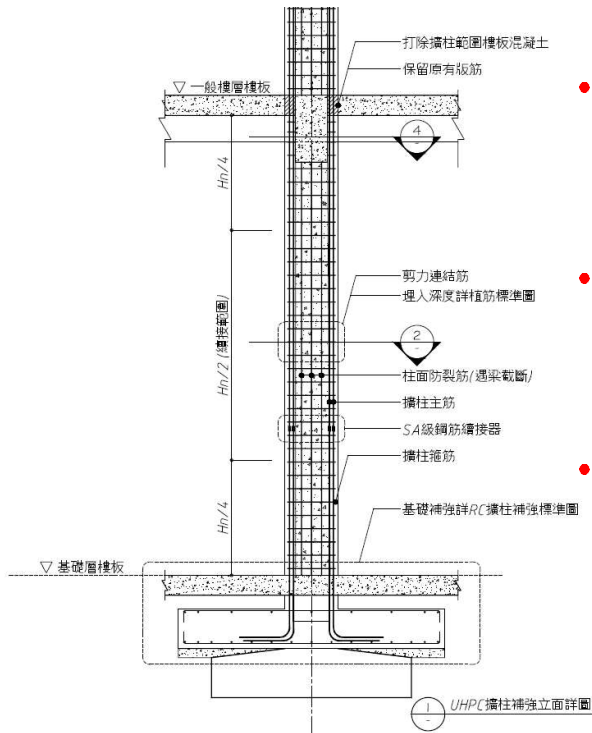 打除擴柱範圍樓板混凝土
保留原有版筋
▽ 一般樓層樓板
4
-
Hn/4
剪力連結筋
埋入深度詳植筋標準圖
2
-
Hn/2 (續接範圍)
柱面防裂筋(遇梁截斷)
擴柱主筋
SA級鋼筋續接器
擴柱箍筋
Hn/4
基礎補強詳RC擴柱補強標準圖
▽ 基礎層樓板
1
-
UHPC擴柱補強立面詳圖